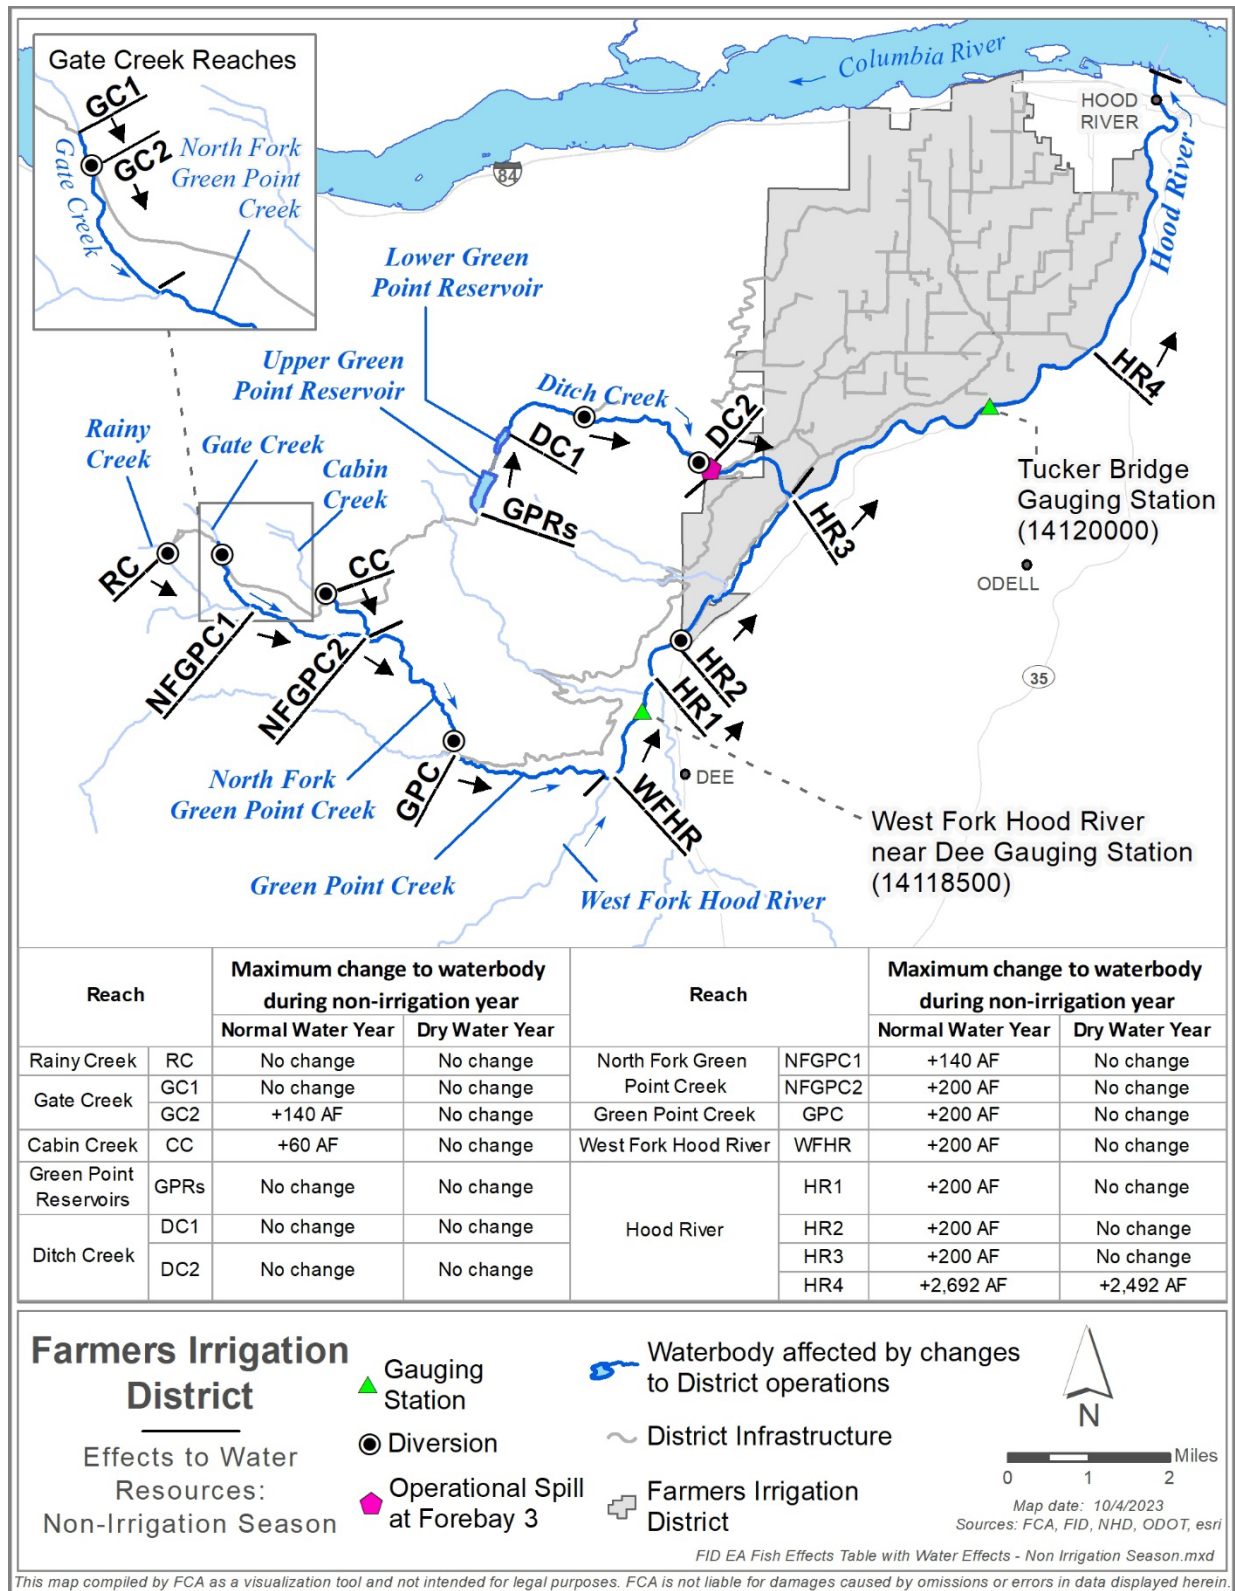 Gate Creek Reaches
GC1
GC2
Gate Creek
North Fork
Green Point
Creek
Columbia River
84
HOOD
RIVER
Hood River
Lower Green
Point Reservoir
Upper Green
Point Reservoir
Ditch Creek
DC2
DC1
GPRs
HR4
HR3
Rainy
Creek
Gate Creek
Cabin
Creek
RC
CC
NFGPC1
NFGPC2
GPC
HR2
HR1
WFHR
Tucker Bridge
Gauging Station
(14120000)
ODELL
35
DEE
North Fork
Green Point Creek
Green Point Creek
West Fork Hood River
West Fork Hood River
near Dee Gauging Station
(14118500)
Reach Maximum change to waterbody during non-irrigation year Reach Maximum change to waterbody during non-irrigation year
Normal Water Year Dry Water Year Normal Water Year Dry Water Year
Rainy Creek RC No change No change North Fork Green Point Creek NFGPC1 +140 AF No change
Gate Creek GC1 No change No change NFGPC2 +200 AF No change
GC2 +140 AF No change Green Point Creek GPC +200 AF No change
Cabin Creek CC +60 AF No change West Fork Hood River WFHR +200 AF No change
Green Point Reservoirs GPRs No change No change Hood River HR1 +200 AF No change
Ditch Creek DC1 No change No change HR2 +200 AF No change
DC2 No change No change HR3 +200 AF No change
HR4 +2,692 AF +2,492 AF
Farmers Irrigation
District
Effects to Water
Resources:
Non-Irrigation Season
Gauging
Station
Diversion
Operational Spill
at Forebay 3
Waterbody affected by changes
to District operations
District Infrastructure
Farmers Irrigation
District
N
Miles
0 1 2
Map date: 10/4/2023
Sources: FCA, FID, NHD, ODOT, esri
FID EA Fish Effects Table with Water Effects - Non Irrigation Season.mxd
This map compiled by FCA as a visualization tool and not intended for legal purposes. FCA is not liable for damages caused by omissions or errors in data displayed herein.